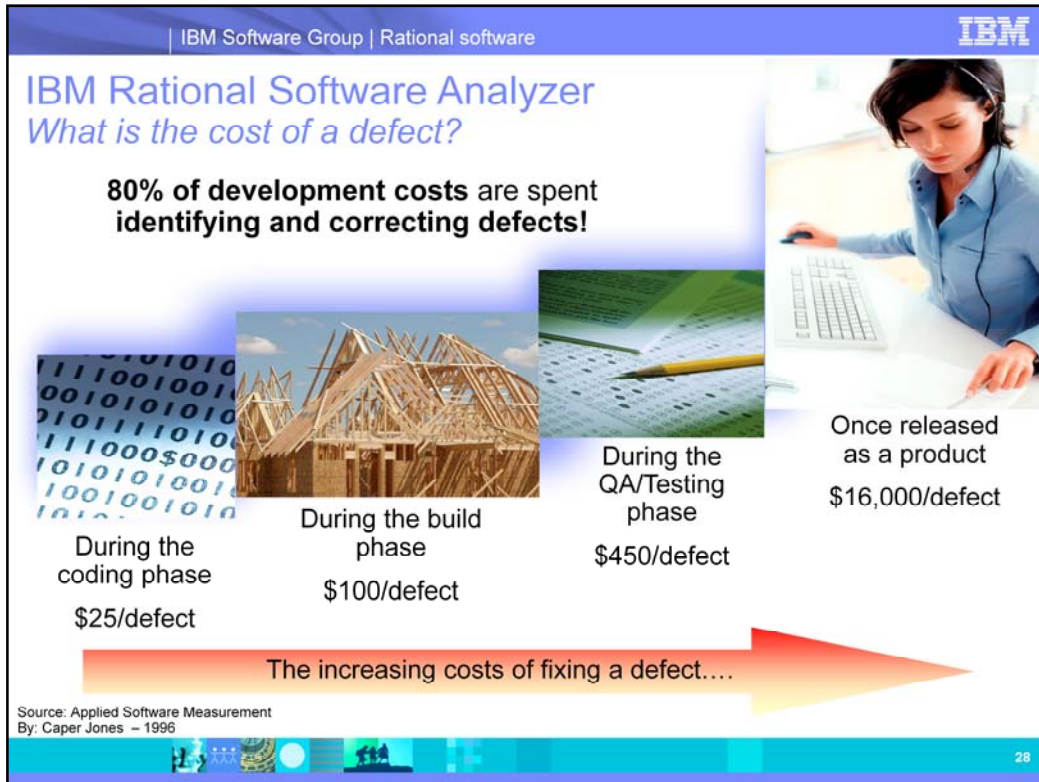 IBM Software Group | Rational software
IBM
IBM Rational Software Analyzer
What is the cost of a defect?
80% of development costs are spent
identifying and correcting defects!
During the
coding phase
$25/defect
During the build
phase
$100/defect
During the
QA/Testing
phase
$450/defect
Once released
as a product
$16,000/defect
The increasing costs of fixing a defect....
Source: Applied Software Measurement
By: Caper Jones – 1996
28